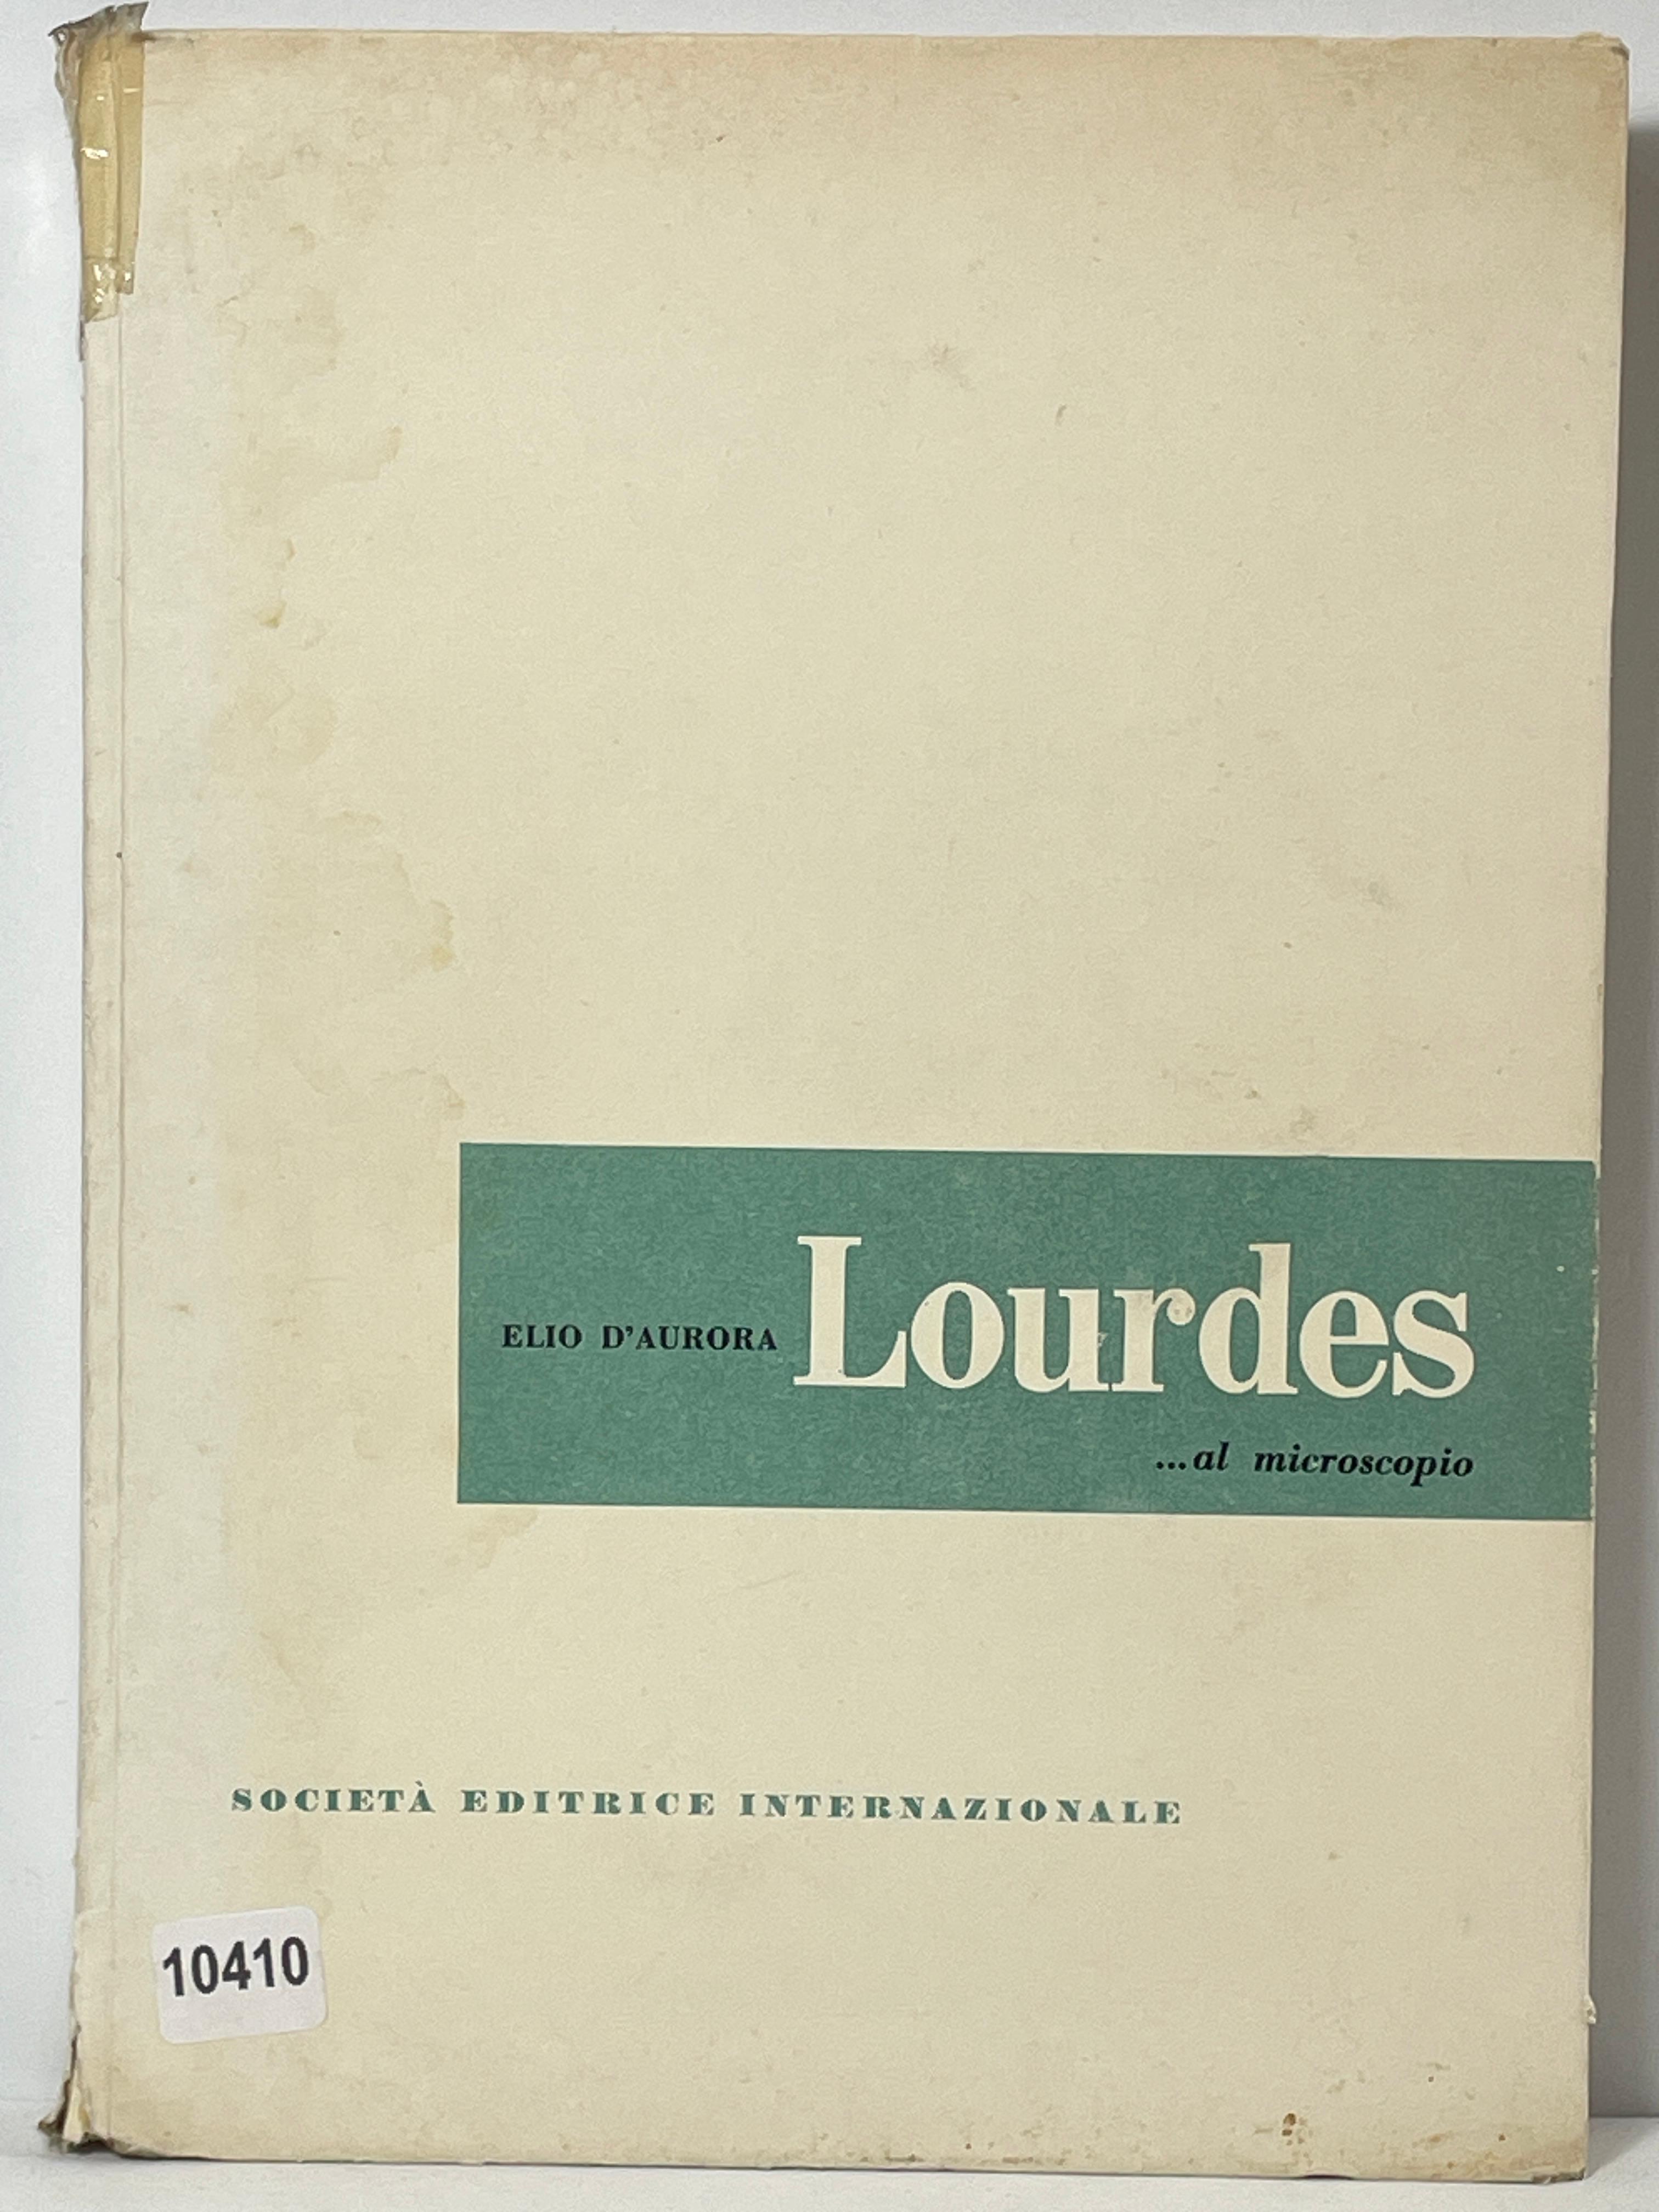 ELIO D'AURORA Lourdes
...al microscopio
SOCIETÀ EDITRICE INTERNAZIONALE
10410